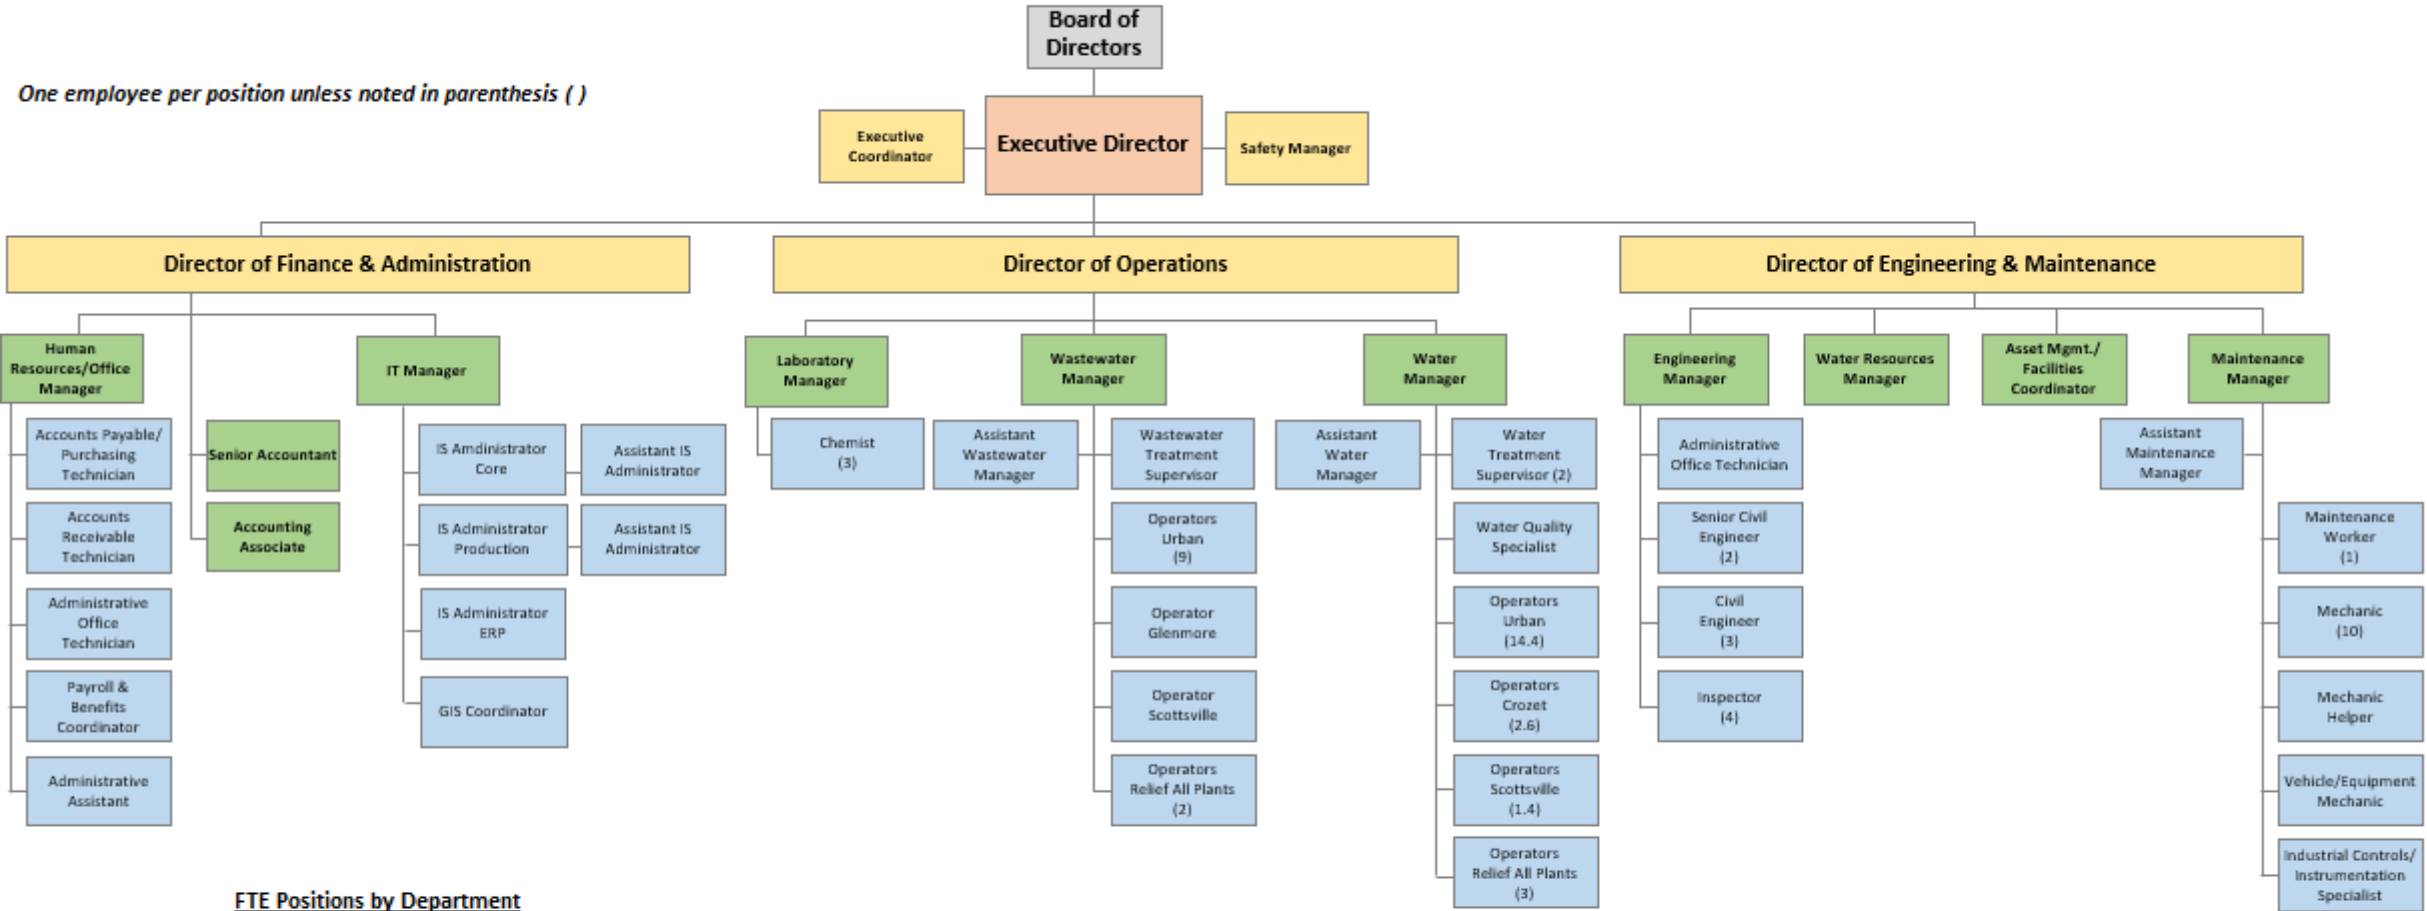 Board of
Directors
One employee per position unless noted in parenthesis ( )
Executive
Coordinator
Executive Director
Safety Manager
Director of Finance & Administration
Director of Operations
Director of Engineering & Maintenance
Human
Resources/Office
Manager
IT Manager
Laboratory
Manager
Wastewater
Manager
Water
Manager
Engineering
Manager
Water Resources
Manager
Asset Mgmt./
Facilities
Coordinator
Maintenance
Manager
Accounts Payable/
Purchasing
Technician
Senior Accountant
IS Amdinistrator
Core
Assistant IS
Administrator
Chemist
(3)
Assistant
Wastewater
Manager
Wastewater
Treatment
Supervisor
Assistant
Water
Manager
Water
Treatment
Supervisor (2)
Administrative
Office Technician
Assistant
Maintenance
Manager
Accounts
Receivable
Technician
Accounting
Associate
IS Administrator
Production
Assistant IS
Administrator
Operators
Urban
(9)
Water Quality
Specialist
Senior Civil
Engineer
(2)
Maintenance
Worker
(1)
Administrative
Office
Technician
IS Administrator
ERP
Operator
Glenmore
Operators
Urban
(14.4)
Civil
Engineer
(3)
Mechanic
(10)
Payroll &
Benefits
Coordinator
GIS Coordinator
Operator
Scottsville
Operators
Crozet
(2.6)
Inspector
(4)
Mechanic
Helper
Administrative
Assistant
Operators
Relief All Plants
(2)
Operators
Scottsville
(1.4)
Vehicle/Equipment
Mechanic
Operators
Relief All Plants
(3)
Industrial Controls/
Instrumentation
Specialist
FTE Positions by Department